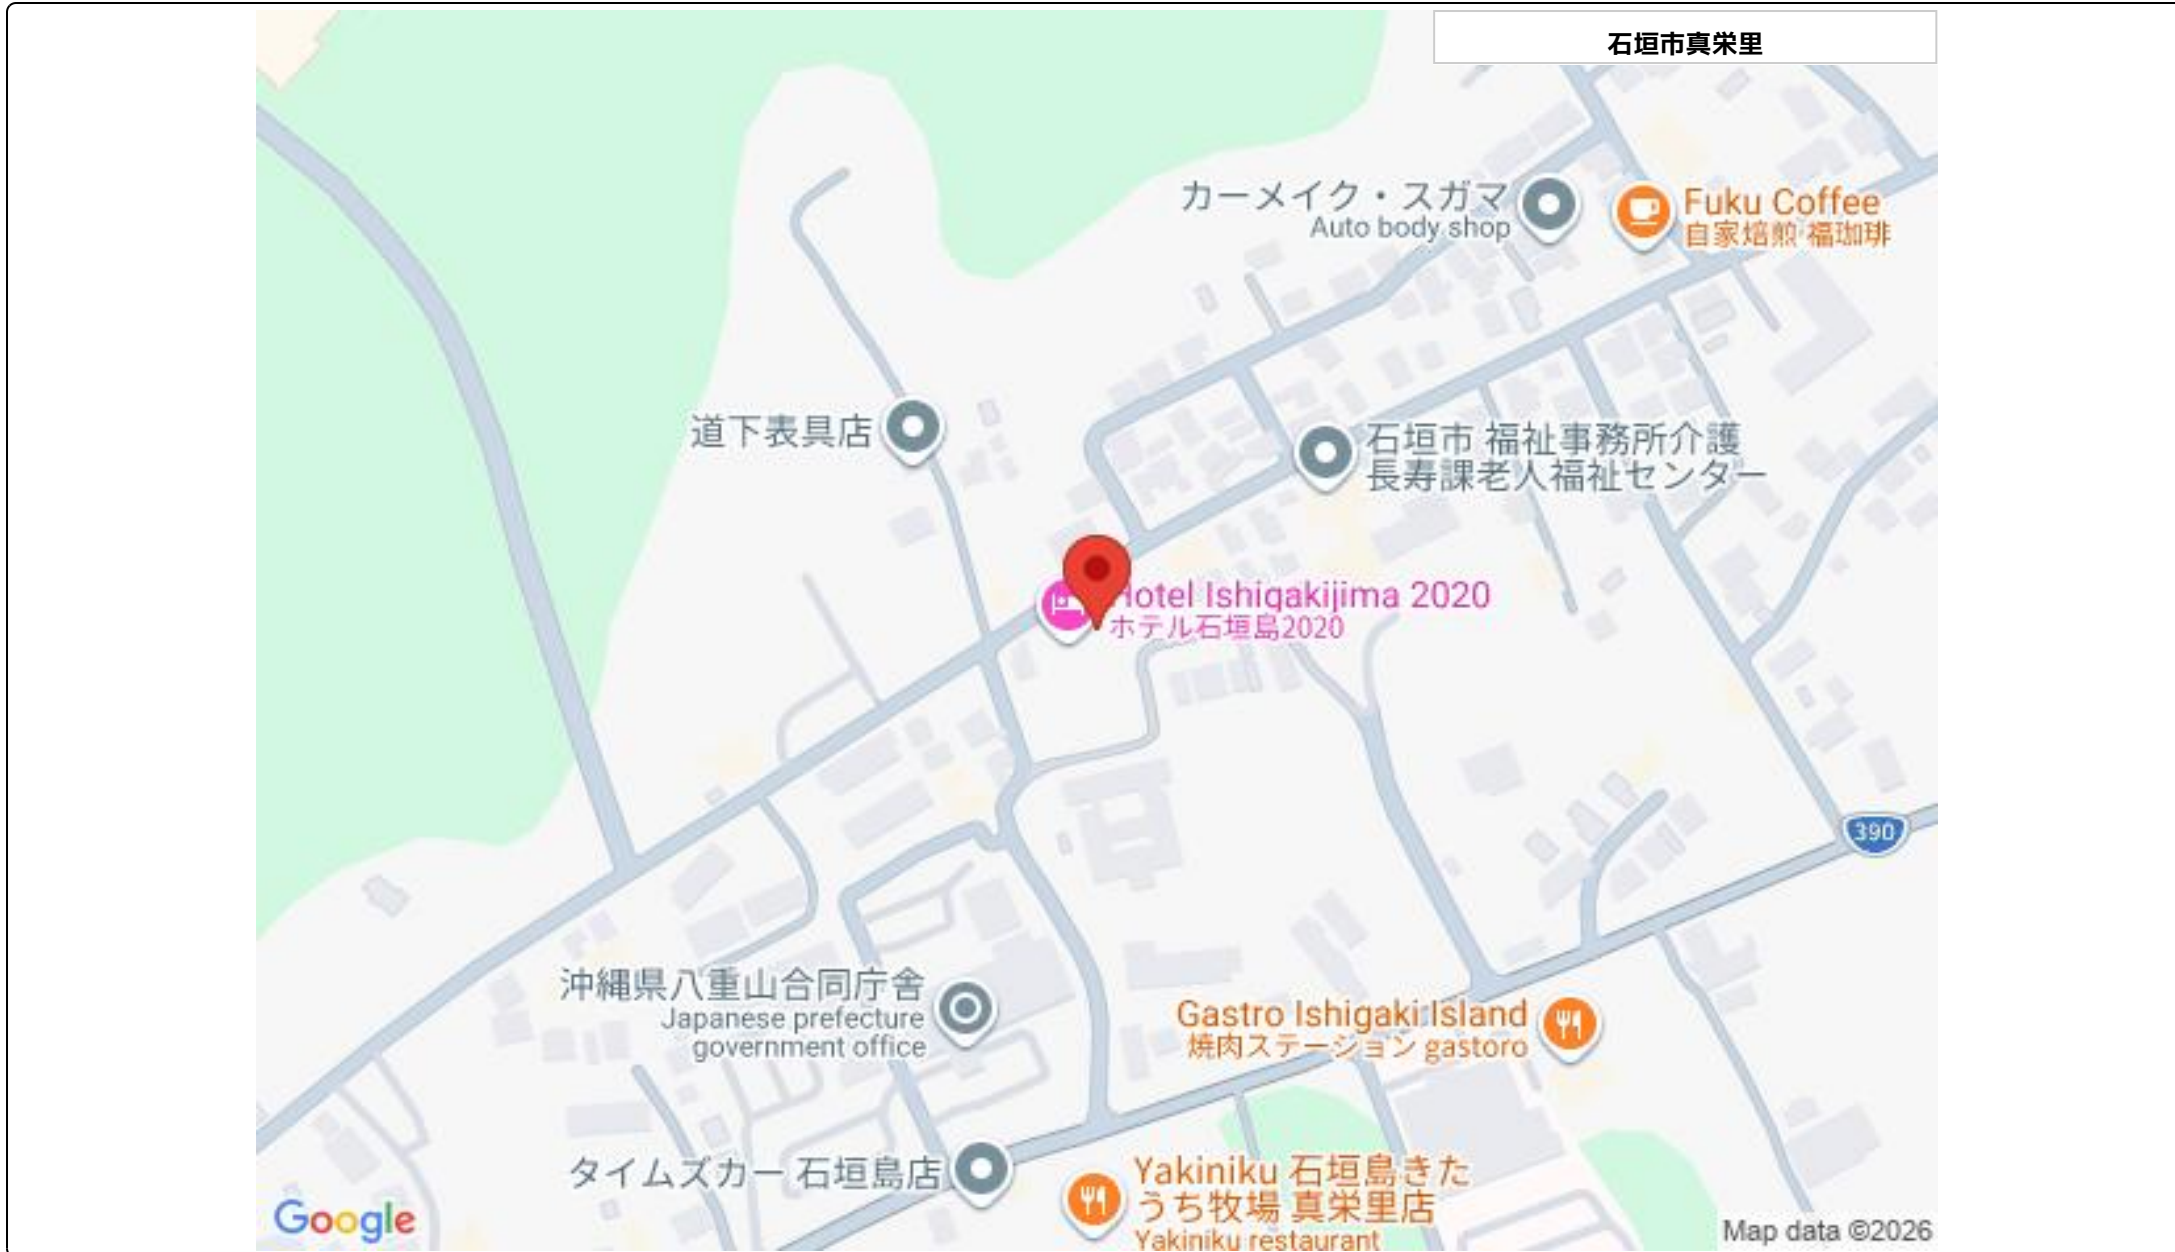 石垣市真栄里
カーメイク・スガマ
Auto body shop
Fuku Coffee
自家焙煎 福珈琲
道下表具店
石垣市 福祉事務所介護
長寿課老人福祉センター
Hotel Ishigakijima 2020
ホテル石垣島2020
390
沖縄県八重山合同庁舎
Japanese prefecture
government office
Gastro Ishigaki Island
焼肉ステーション gastoro
タイムズカー 石垣島店
Yakiniku 石垣島きた
うち牧場 真栄里店
Yakiniku restaurant
Google
Map data ©2026